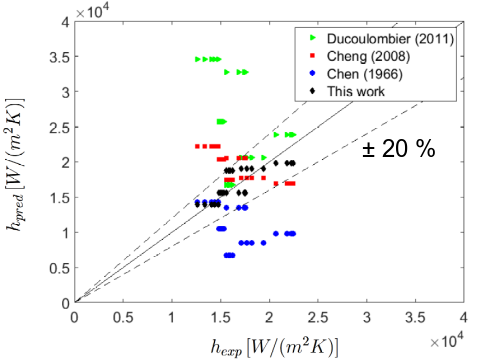 ×10⁴
4
3.5
3
2.5
2
1.5
1
0.5
0
h_pred [W/(m²K)]
Ducoulombier (2011)
Cheng (2008)
Chen (1966)
This work
± 20 %
0 0.5 1 1.5 2 2.5 3 3.5 4
×10⁴
h_exp [W/(m²K)]